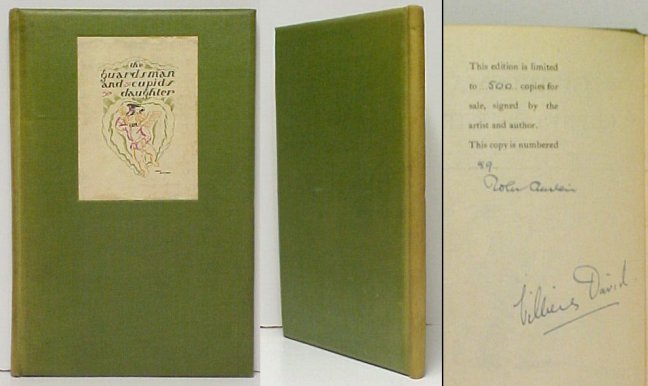 the
guardsman
and cupids
daughter
This edition is limited
to 500 copies for
sale, signed by the
artist and author.
This copy is numbered
59
Villiers David